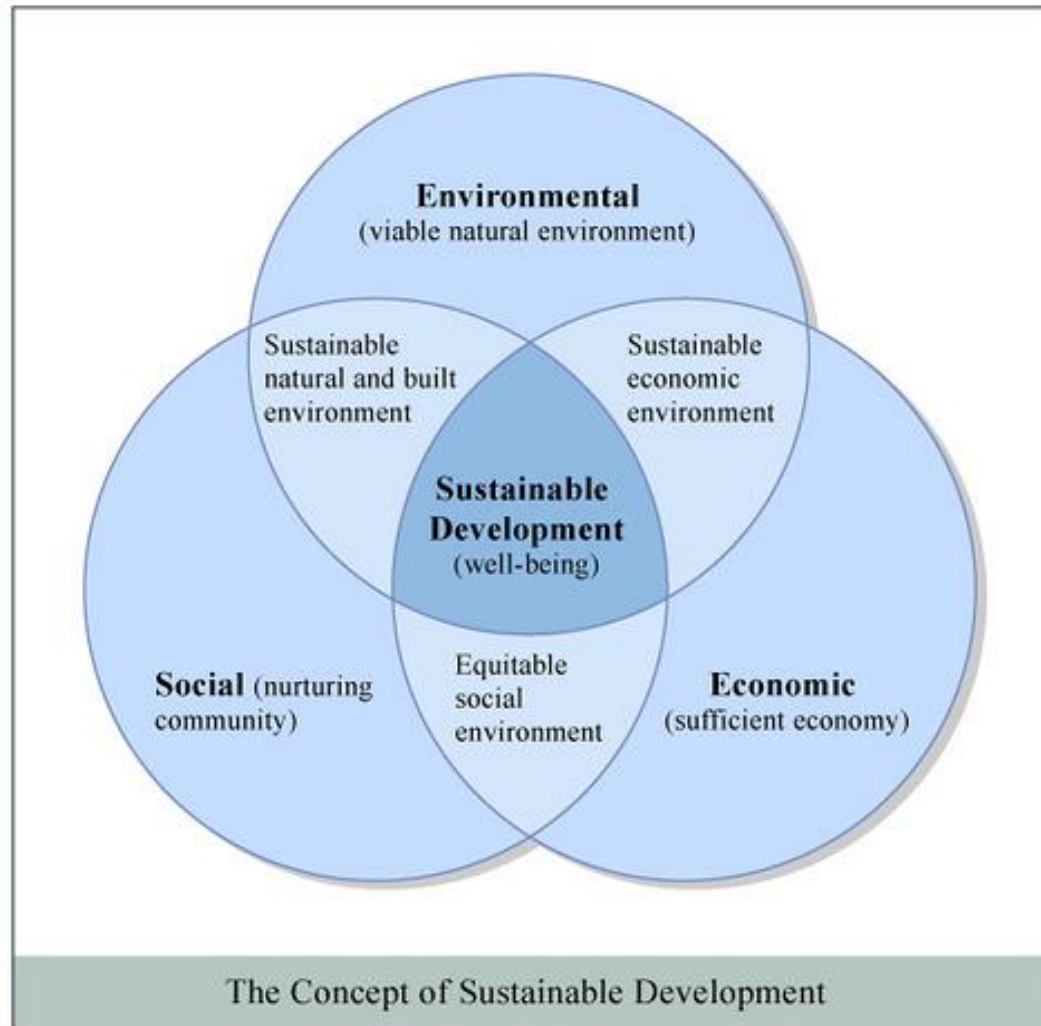 Environmental
(viable natural environment)
Sustainable
natural and built
environment
Sustainable
economic
environment
Sustainable
Development
(well-being)
Social (nurturing
community)
Equitable
social
environment
Economic
(sufficient economy)
The Concept of Sustainable Development